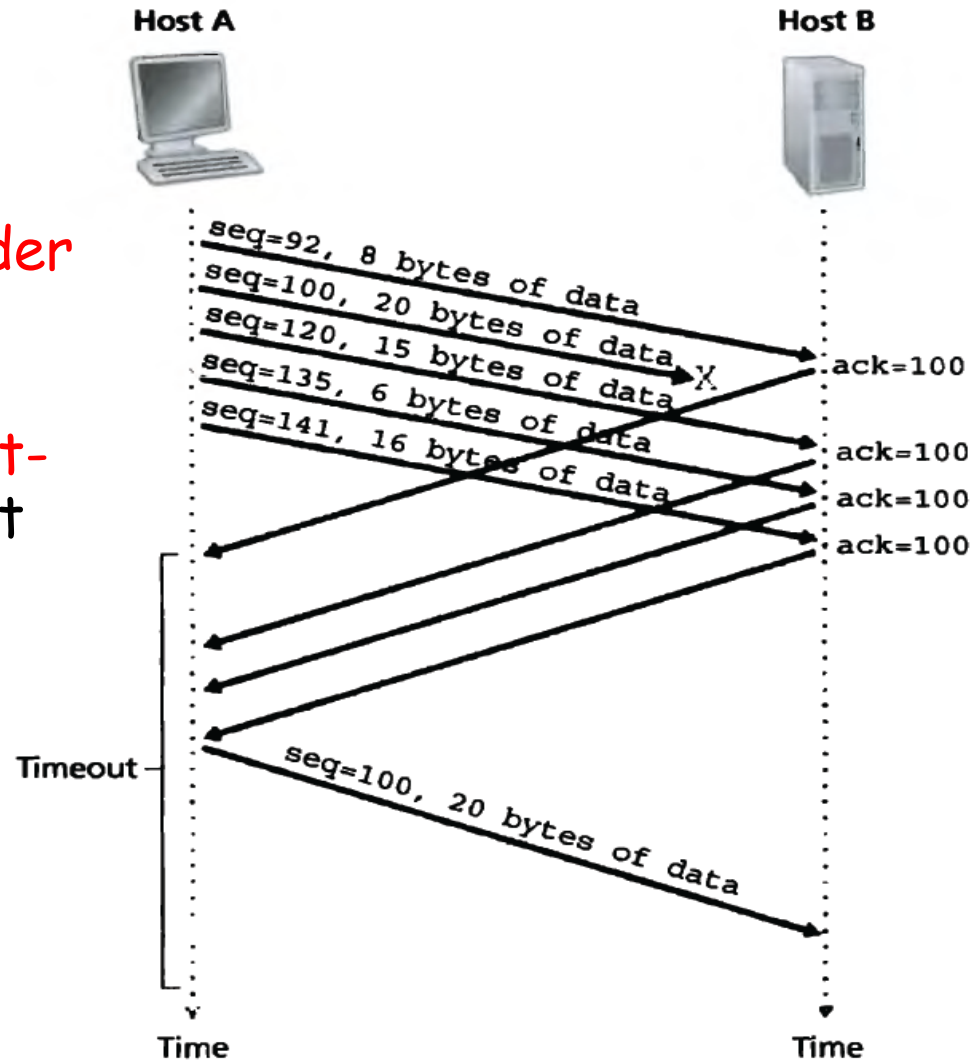 Host A
Host B
der
t-
t
seq=92, 8 bytes of data
seq=100, 20 bytes of data
X
seq=120, 15 bytes of data
seq=135, 6 bytes of data
seq=141, 16 bytes of data
ack=100
ack=100
ack=100
ack=100
Timeout
seq=100, 20 bytes of data
Time
Time